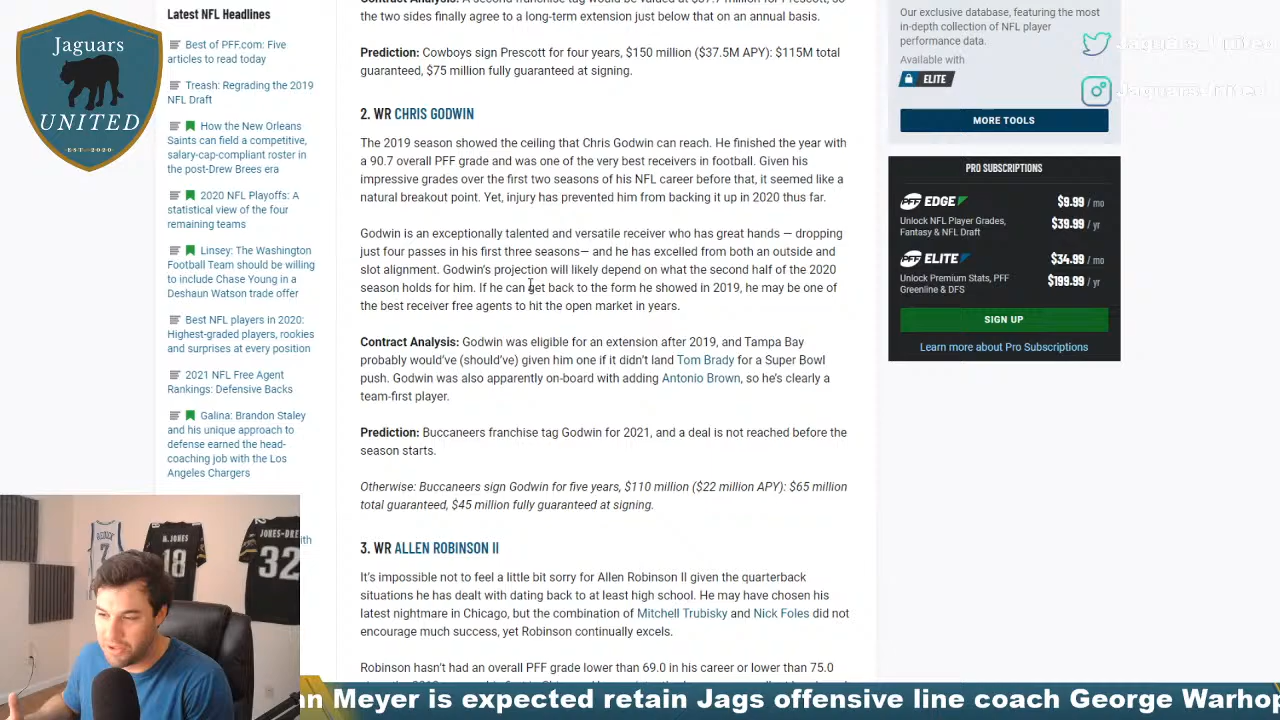 Latest NFL Headlines
Best of PFF.com: Five
articles to read today
Treash: Regrading the 2019
NFL Draft
How the New Orleans
Saints can field a competitive,
salary-cap-compliant roster in
the post-Drew Brees era
2020 NFL Playoffs: A
statistical view of the four
remaining teams
Linsey: The Washington
Football Team should be willing
to include Chase Young in a
Deshaun Watson trade offer
Best NFL players in 2020:
Highest-graded players, rookies
and surprises at every position
2021 NFL Free Agent
Rankings: Defensive Backs
Galina: Brandon Staley
and his unique approach to
defense earned the head-
coaching job with the Los
Angeles Chargers
Jaguars
UNITED
EST 2020
the two sides finally agree to a long-term extension just below that on an annual basis.
Prediction: Cowboys sign Prescott for four years, $150 million ($37.5M APY): $115M total
guaranteed, $75 million fully guaranteed at signing.
2. WR CHRIS GODWIN
The 2019 season showed the ceiling that Chris Godwin can reach. He finished the year with
a 90.7 overall PFF grade and was one of the very best receivers in football. Given his
impressive grades over the first two seasons of his NFL career before that, it seemed like a
natural breakout point. Yet, injury has prevented him from backing it up in 2020 thus far.
Godwin is an exceptionally talented and versatile receiver who has great hands — dropping
just four passes in his first three seasons— and he has excelled from both an outside and
slot alignment. Godwin's projection will likely depend on what the second half of the 2020
season holds for him. If he can get back to the form he showed in 2019, he may be one of
the best receiver free agents to hit the open market in years.
Contract Analysis: Godwin was eligible for an extension after 2019, and Tampa Bay
probably would've (should've) given him one if it didn't land Tom Brady for a Super Bowl
push. Godwin was also apparently on-board with adding Antonio Brown, so he's clearly a
team-first player.
Prediction: Buccaneers franchise tag Godwin for 2021, and a deal is not reached before the
season starts.
Otherwise: Buccaneers sign Godwin for five years, $110 million ($22 million APY): $65 million
total guaranteed, $45 million fully guaranteed at signing.
3. WR ALLEN ROBINSON II
It's impossible not to feel a little bit sorry for Allen Robinson II given the quarterback
situations he has dealt with dating back to at least high school. He may have chosen his
latest nightmare in Chicago, but the combination of Mitchell Trubisky and Nick Foles did not
encourage much success, yet Robinson continually excels.
Robinson hasn't had an overall PFF grade lower than 69.0 in his career or lower than 75.0
Our exclusive database, featuring the most
in-depth collection of NFL player
performance data.
Available with
ELITE
Jaguars_United
Jaguars.United
MORE TOOLS
PRO SUBSCRIPTIONS
PFF EDGE $9.99 / mo
Unlock NFL Player Grades, $39.99 / yr
Fantasy & NFL Draft
PFF ELITE $34.99 / mo
Unlock Premium Stats, PFF $199.99 / yr
Greenline & DFS
SIGN UP
Learn more about Pro Subscriptions
7
M.JONES
18
JONES-DRE
32
Meyer is expected retain Jags offensive line coach George Warhop